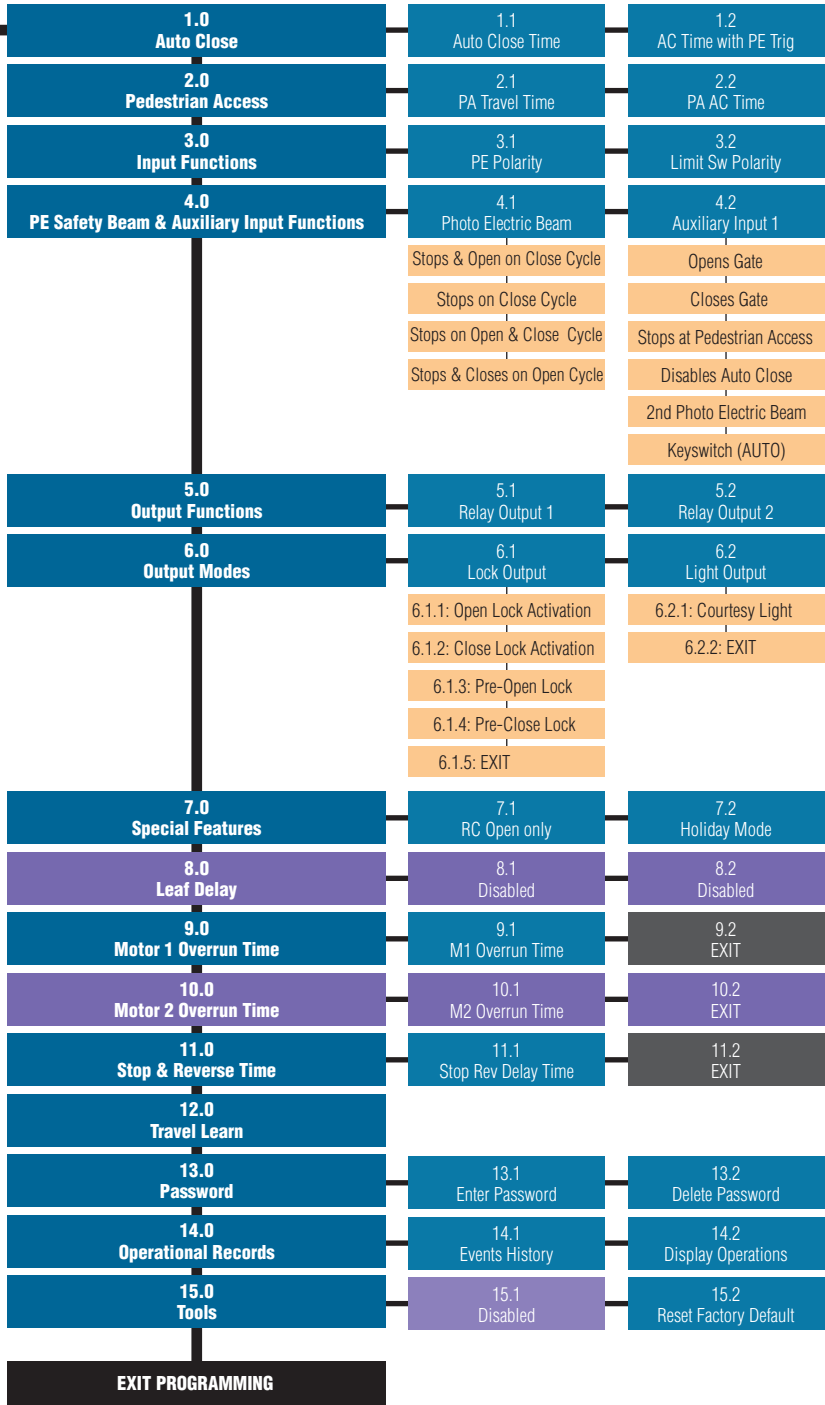 1.0
Auto Close
1.1
Auto Close Time
1.2
AC Time with PE Trig
2.0
Pedestrian Access
2.1
PA Travel Time
2.2
PA AC Time
3.0
Input Functions
3.1
PE Polarity
3.2
Limit Sw Polarity
4.0
PE Safety Beam & Auxiliary Input Functions
4.1
Photo Electric Beam
4.2
Auxiliary Input 1
Stops & Open on Close Cycle
Stops on Close Cycle
Stops on Open & Close Cycle
Stops & Closes on Open Cycle
Opens Gate
Closes Gate
Stops at Pedestrian Access
Disables Auto Close
2nd Photo Electric Beam
Keyswitch (AUTO)
5.0
Output Functions
5.1
Relay Output 1
5.2
Relay Output 2
6.0
Output Modes
6.1
Lock Output
6.2
Light Output
6.1.1: Open Lock Activation
6.1.2: Close Lock Activation
6.1.3: Pre-Open Lock
6.1.4: Pre-Close Lock
6.1.5: EXIT
6.2.1: Courtesy Light
6.2.2: EXIT
7.0
Special Features
7.1
RC Open only
7.2
Holiday Mode
8.0
Leaf Delay
8.1
Disabled
8.2
Disabled
9.0
Motor 1 Overrun Time
9.1
M1 Overrun Time
9.2
EXIT
10.0
Motor 2 Overrun Time
10.1
M2 Overrun Time
10.2
EXIT
11.0
Stop & Reverse Time
11.1
Stop Rev Delay Time
11.2
EXIT
12.0
Travel Learn
13.0
Password
13.1
Enter Password
13.2
Delete Password
14.0
Operational Records
14.1
Events History
14.2
Display Operations
15.0
Tools
15.1
Disabled
15.2
Reset Factory Default
EXIT PROGRAMMING